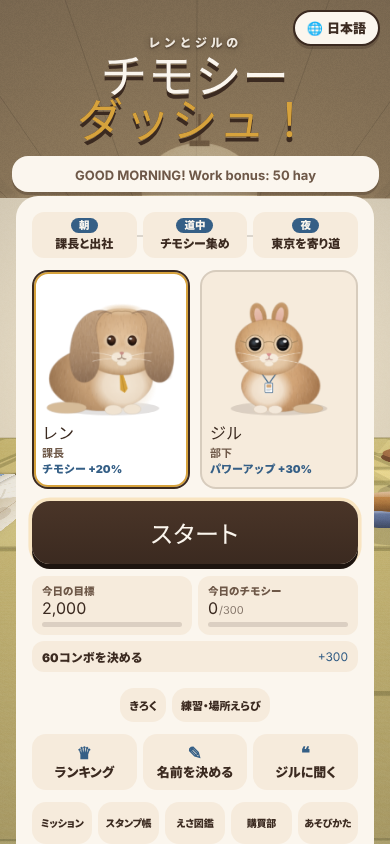 日本語
レンとジルの
チモシー
ダッシュ！
GOOD MORNING! Work bonus: 50 hay
朝
課長と出社
道中
チモシー集め
夜
東京を寄り道
レン
課長
チモシー +20%
ジル
部下
パワーアップ +30%
スタート
今日の目標
2,000
今日のチモシー
0/300
60コンボを決める
+300
きろく
練習・場所えらび
ランキング
名前を決める
ジルに聞く
ミッション
スタンプ帳
えさ図鑑
購買部
あそびかた